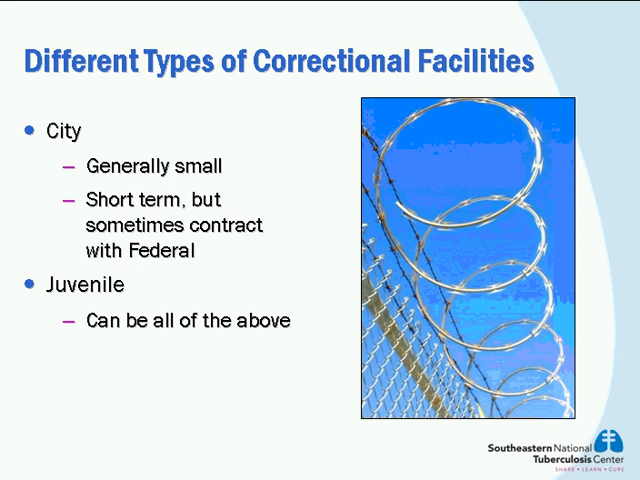 Different Types of Correctional Facilities
• City
– Generally small
– Short term, but
sometimes contract
with Federal
• Juvenile
– Can be all of the above
Southeastern National
Tuberculosis Center
SHARE • LEARN • CURE